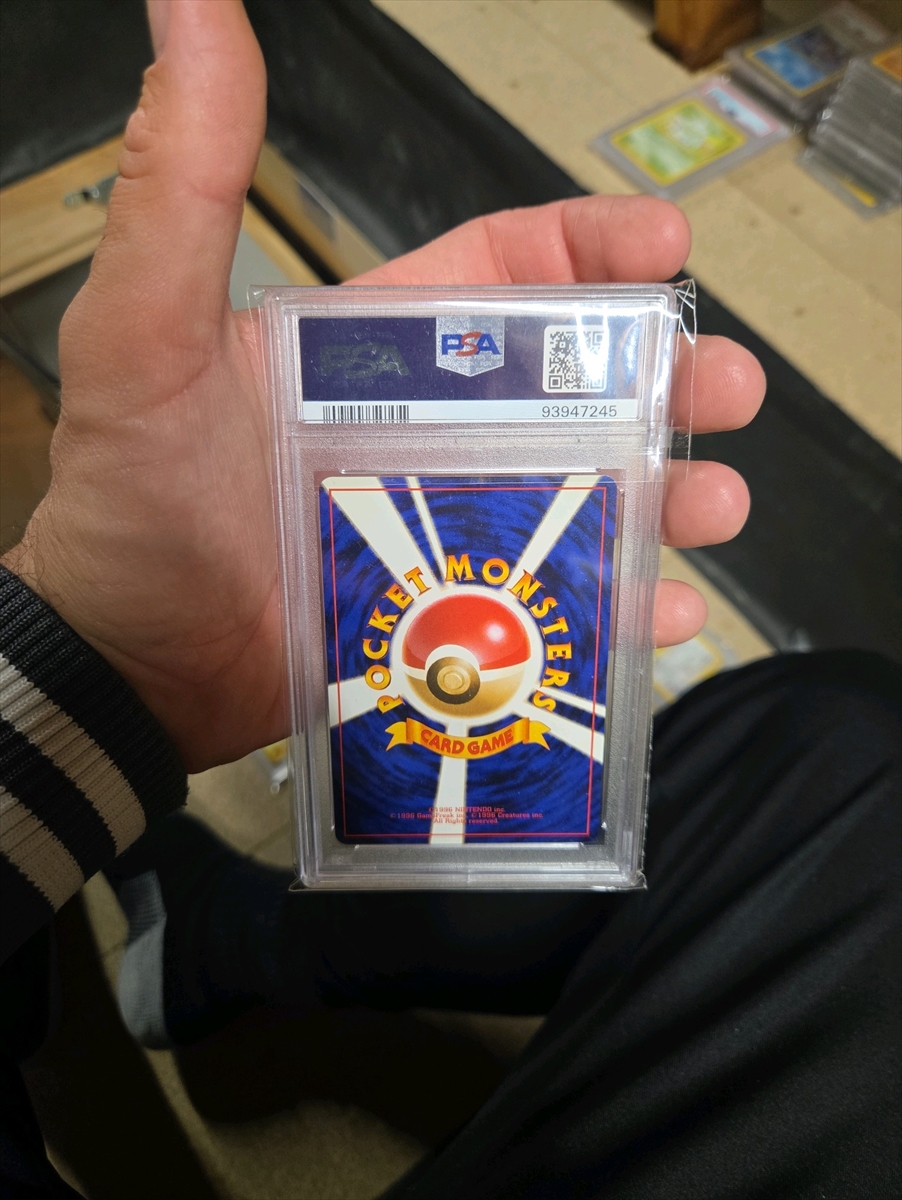 PSA
PSA
93947245
POCKET MONSTERS
CARD GAME
©1996 NINTENDO inc.
©1996 GameFreak inc. ©1996 Creatures inc.
All Rights reserved.